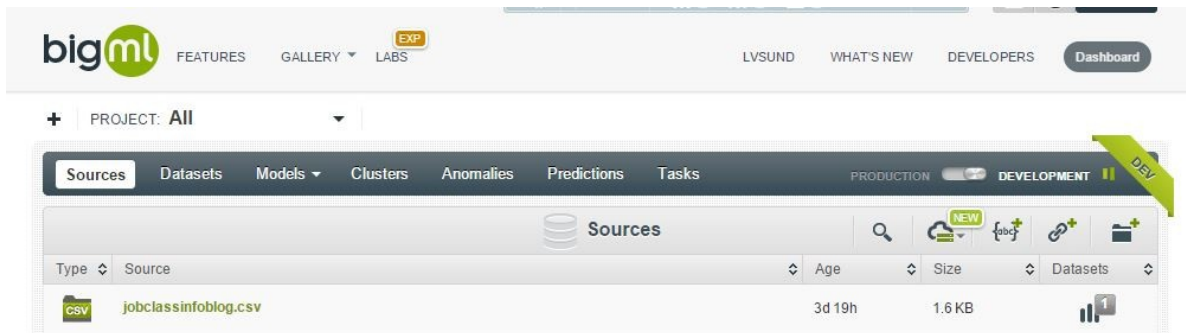 bigml FEATURES GALLERY LABS EXP LVSUND WHAT'S NEW DEVELOPERS Dashboard
+ PROJECT: All
Sources Datasets Models Clusters Anomalies Predictions Tasks PRODUCTION DEVELOPMENT DEV
Sources NEW {abc}+
Type Source Age Size Datasets
CSV jobclassinfoblog.csv 3d 19h 1.6 KB 1